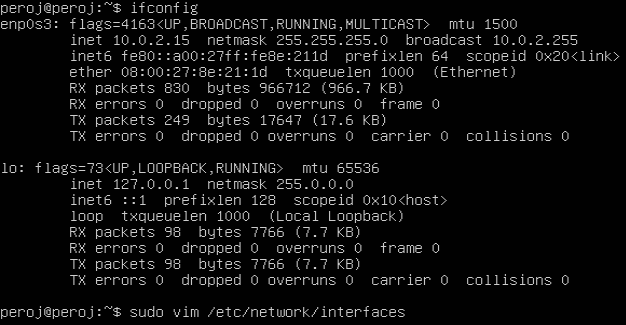 peroj@peroj:~$ ifconfig
enp0s3: flags=4163<UP,BROADCAST,RUNNING,MULTICAST>  mtu 1500
        inet 10.0.2.15  netmask 255.255.255.0  broadcast 10.0.2.255
        inet6 fe80::a00:27ff:fe8e:211d  prefixlen 64  scopeid 0x20<link>
        ether 08:00:27:8e:21:1d  txqueuelen 1000  (Ethernet)
        RX packets 830  bytes 966712 (966.7 KB)
        RX errors 0  dropped 0  overruns 0  frame 0
        TX packets 249  bytes 17647 (17.6 KB)
        TX errors 0  dropped 0 overruns 0  carrier 0  collisions 0
lo: flags=73<UP,LOOPBACK,RUNNING>  mtu 65536
        inet 127.0.0.1  netmask 255.0.0.0
        inet6 ::1  prefixlen 128  scopeid 0x10<host>
        loop  txqueuelen 1000  (Local Loopback)
        RX packets 98  bytes 7766 (7.7 KB)
        RX errors 0  dropped 0  overruns 0  frame 0
        TX packets 98  bytes 7766 (7.7 KB)
        TX errors 0  dropped 0 overruns 0  carrier 0  collisions 0
peroj@peroj:~$ sudo vim /etc/network/interfaces